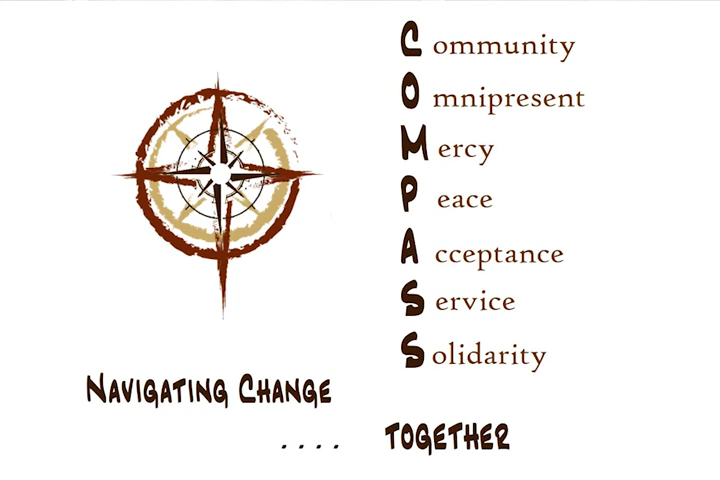 Community
Omnipresent
Mercy
Peace
Acceptance
Service
Solidarity
Navigating Change
.... Together